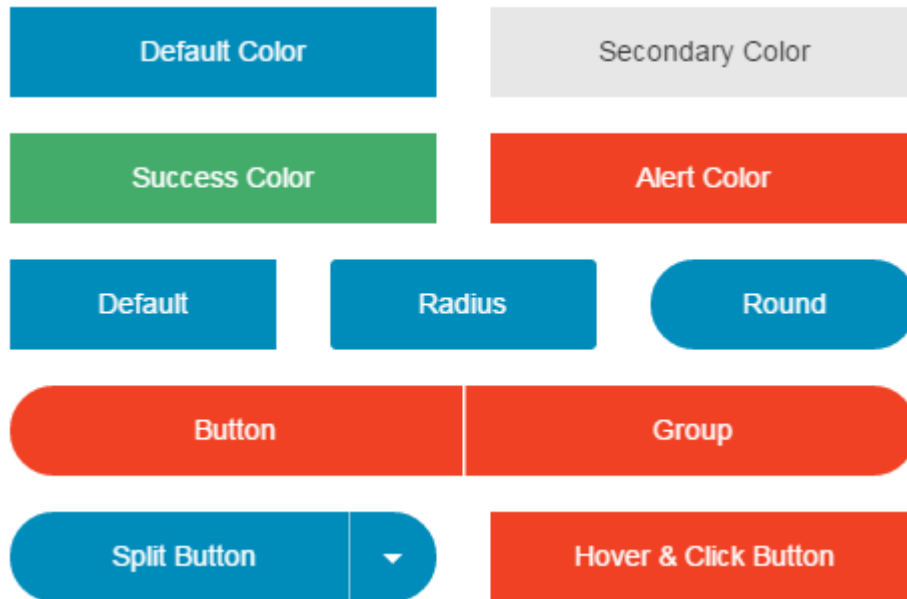 Default Color
Secondary Color
Success Color
Alert Color
Default
Radius
Round
Button
Group
Split Button
Hover & Click Button